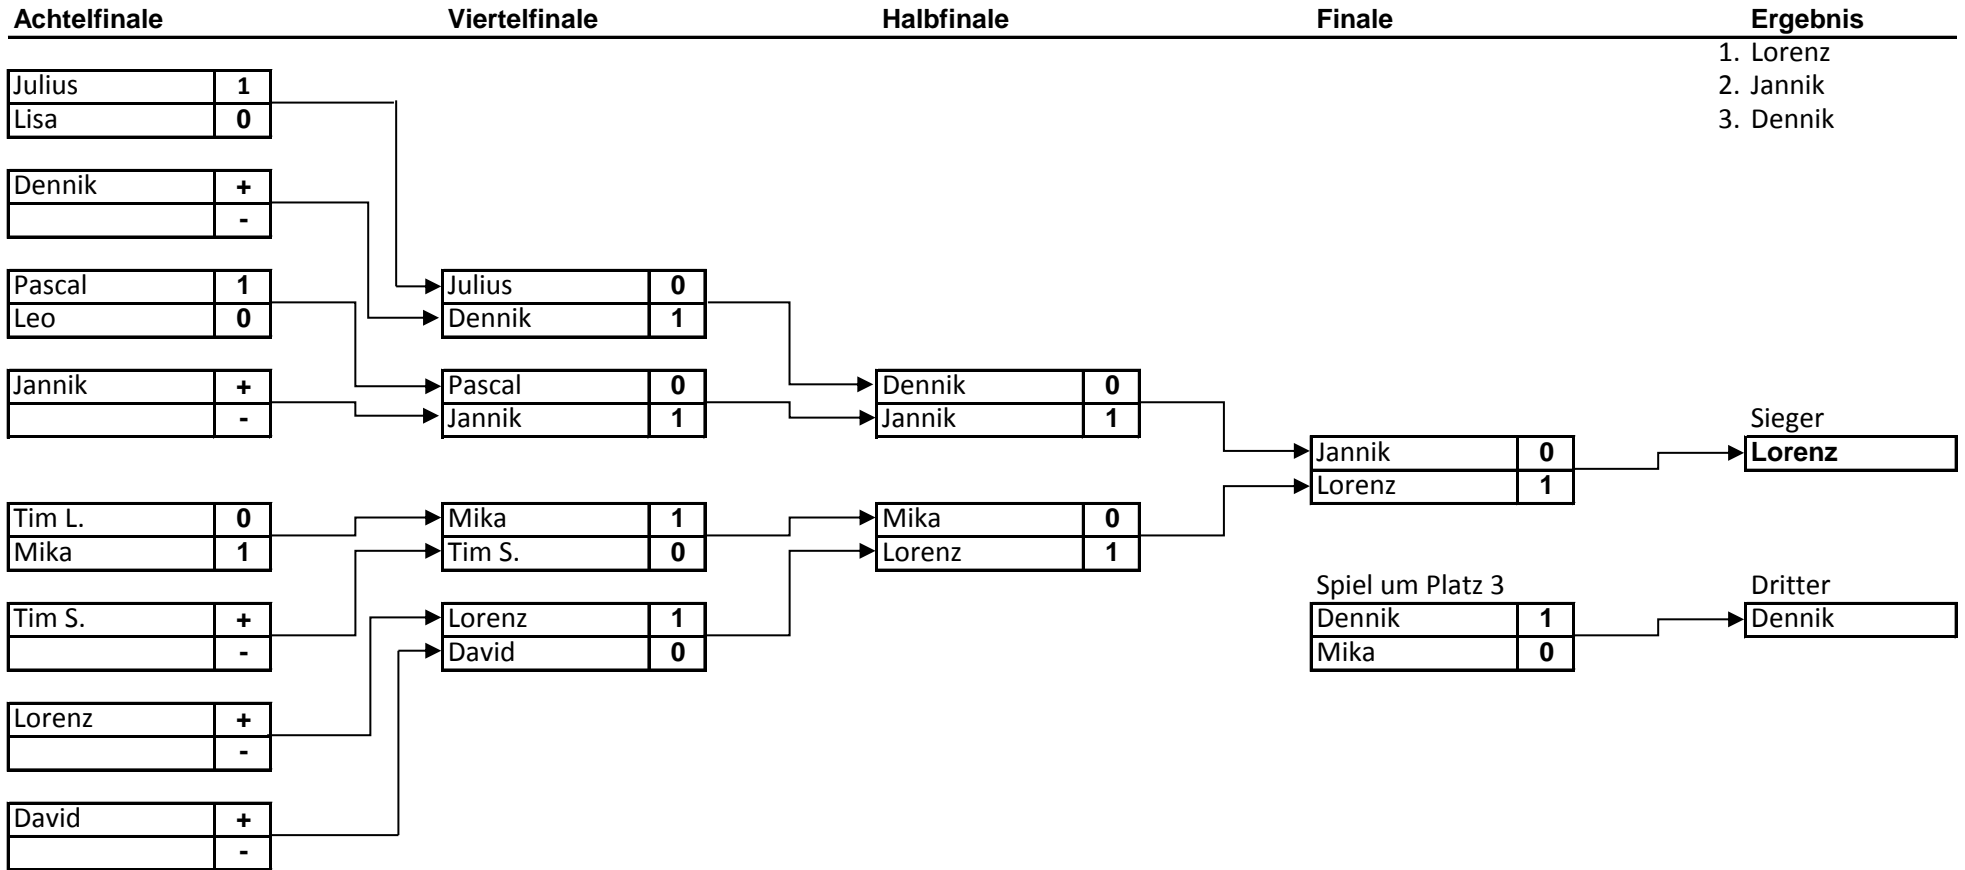 Achtelfinale Viertelfinale Halbfinale Finale Ergebnis
1. Lorenz
Julius 1 2. Jannik
Lisa 0 3. Dennik
Dennik +
-
Pascal 1 Julius 0
Leo 0 Dennik 1
Jannik + Pascal 0 Dennik 0
- Jannik 1 Jannik 1 Sieger
Jannik 0 Lorenz
Lorenz 1
Tim L. 0 Mika 1 Mika 0
Mika 1 Tim S. 0 Lorenz 1
Spiel um Platz 3 Dritter
Tim S. + Lorenz 1 Dennik 1 Dennik
- David 0 Mika 0
Lorenz +
-
David +
-